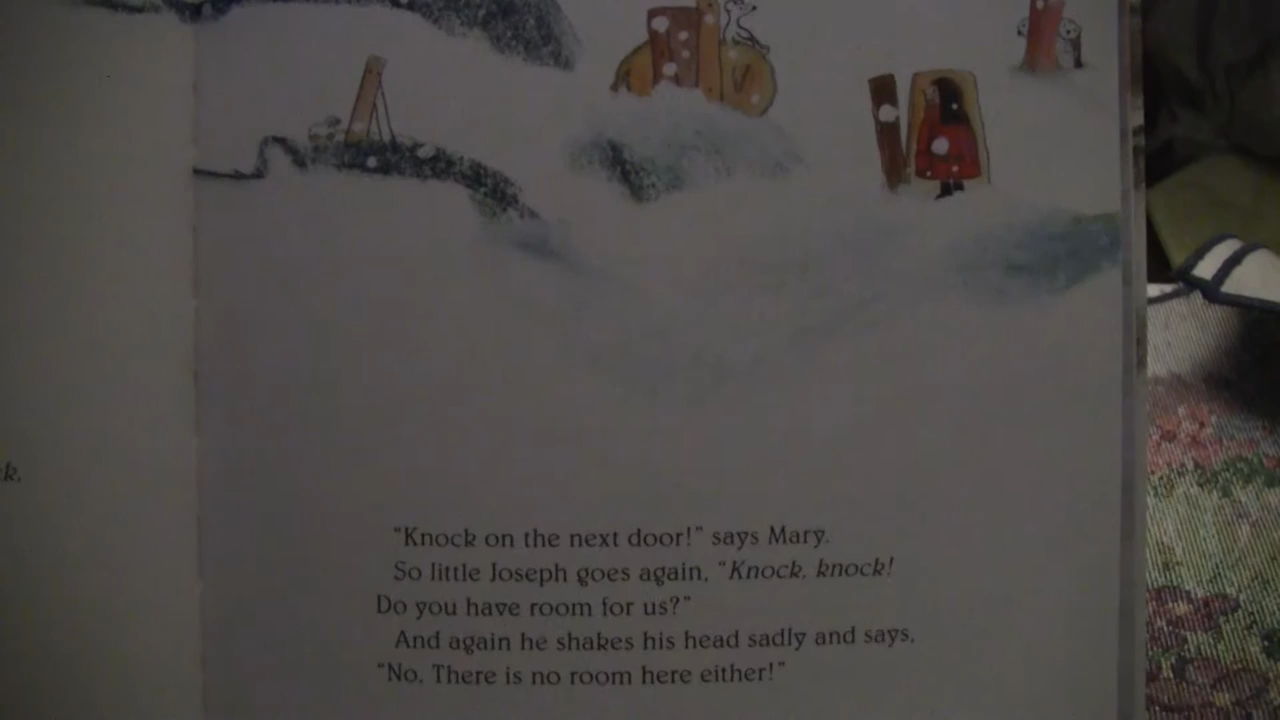 k.
"Knock on the next door!" says Mary.
So little Joseph goes again, "Knock, knock!
Do you have room for us?"
And again he shakes his head sadly and says,
"No, There is no room here either!"